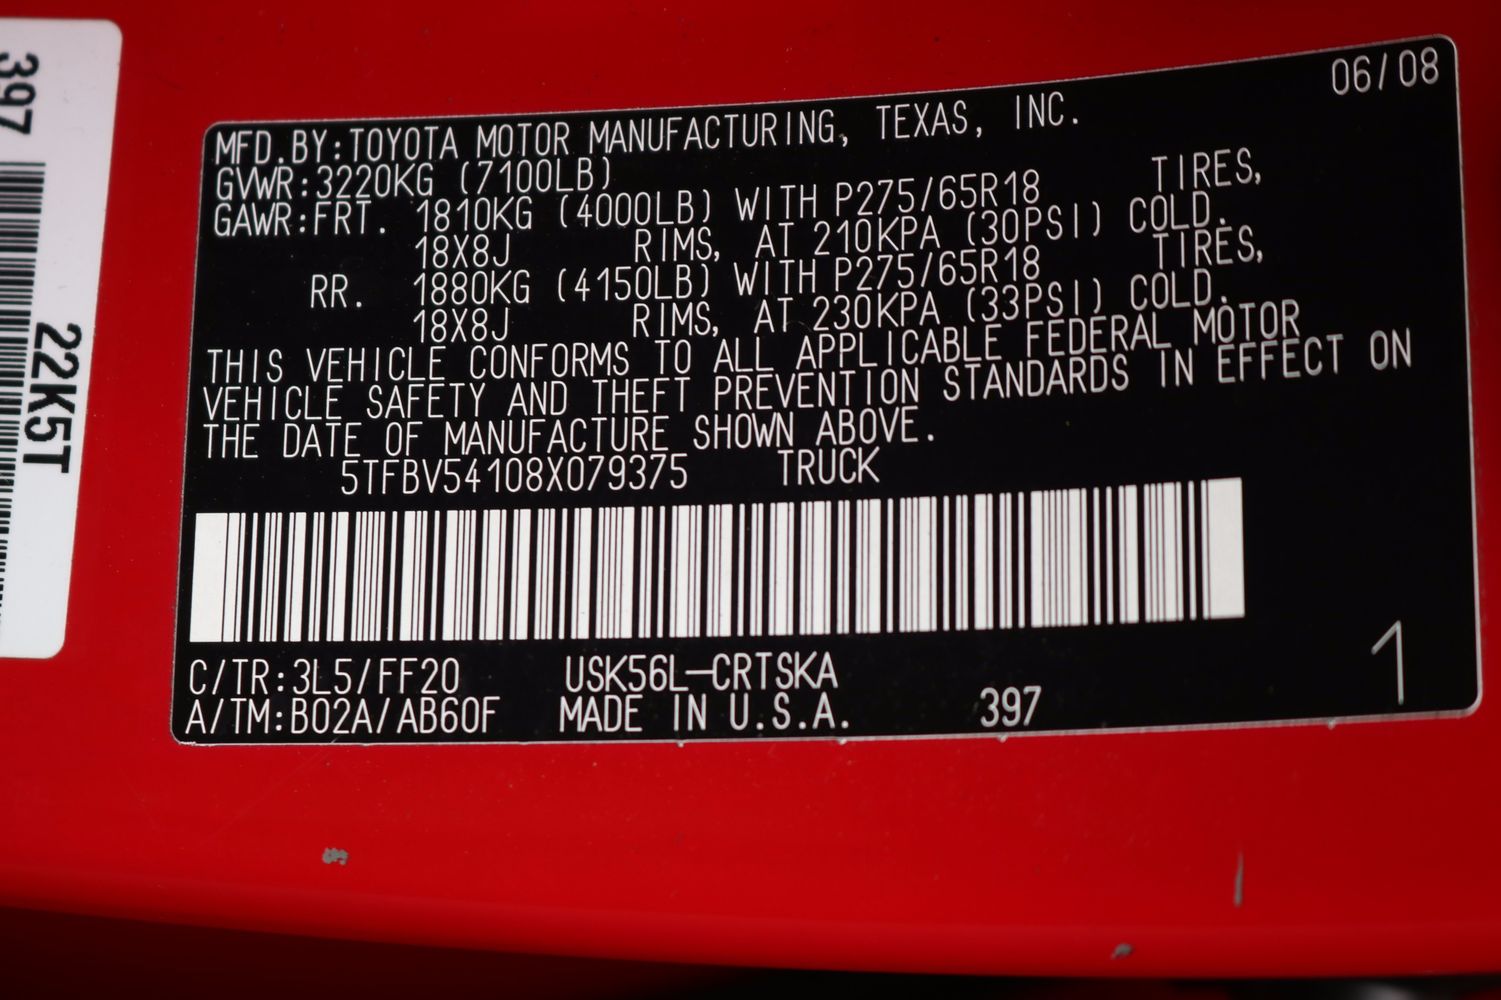 06/08
MFD.BY:TOYOTA MOTOR MANUFACTURING, TEXAS, INC.
GVWR:3220KG (7100LB)
GAWR:FRT. 1810KG (4000LB) WITH P275/65R18 TIRES,
18X8J RIMS, AT 210KPA (30PSI) COLD.
RR. 1880KG (4150LB) WITH P275/65R18 TIRES,
18X8J RIMS, AT 230KPA (33PSI) COLD.
THIS VEHICLE CONFORMS TO ALL APPLICABLE FEDERAL MOTOR
VEHICLE SAFETY AND THEFT PREVENTION STANDARDS IN EFFECT ON
THE DATE OF MANUFACTURE SHOWN ABOVE.
5TFBV54108X079375 TRUCK
C/TR:3L5/FF20 USK56L-CRTSKA
A/TM:B02A/AB60F MADE IN U.S.A. 397
1
397
22K5T